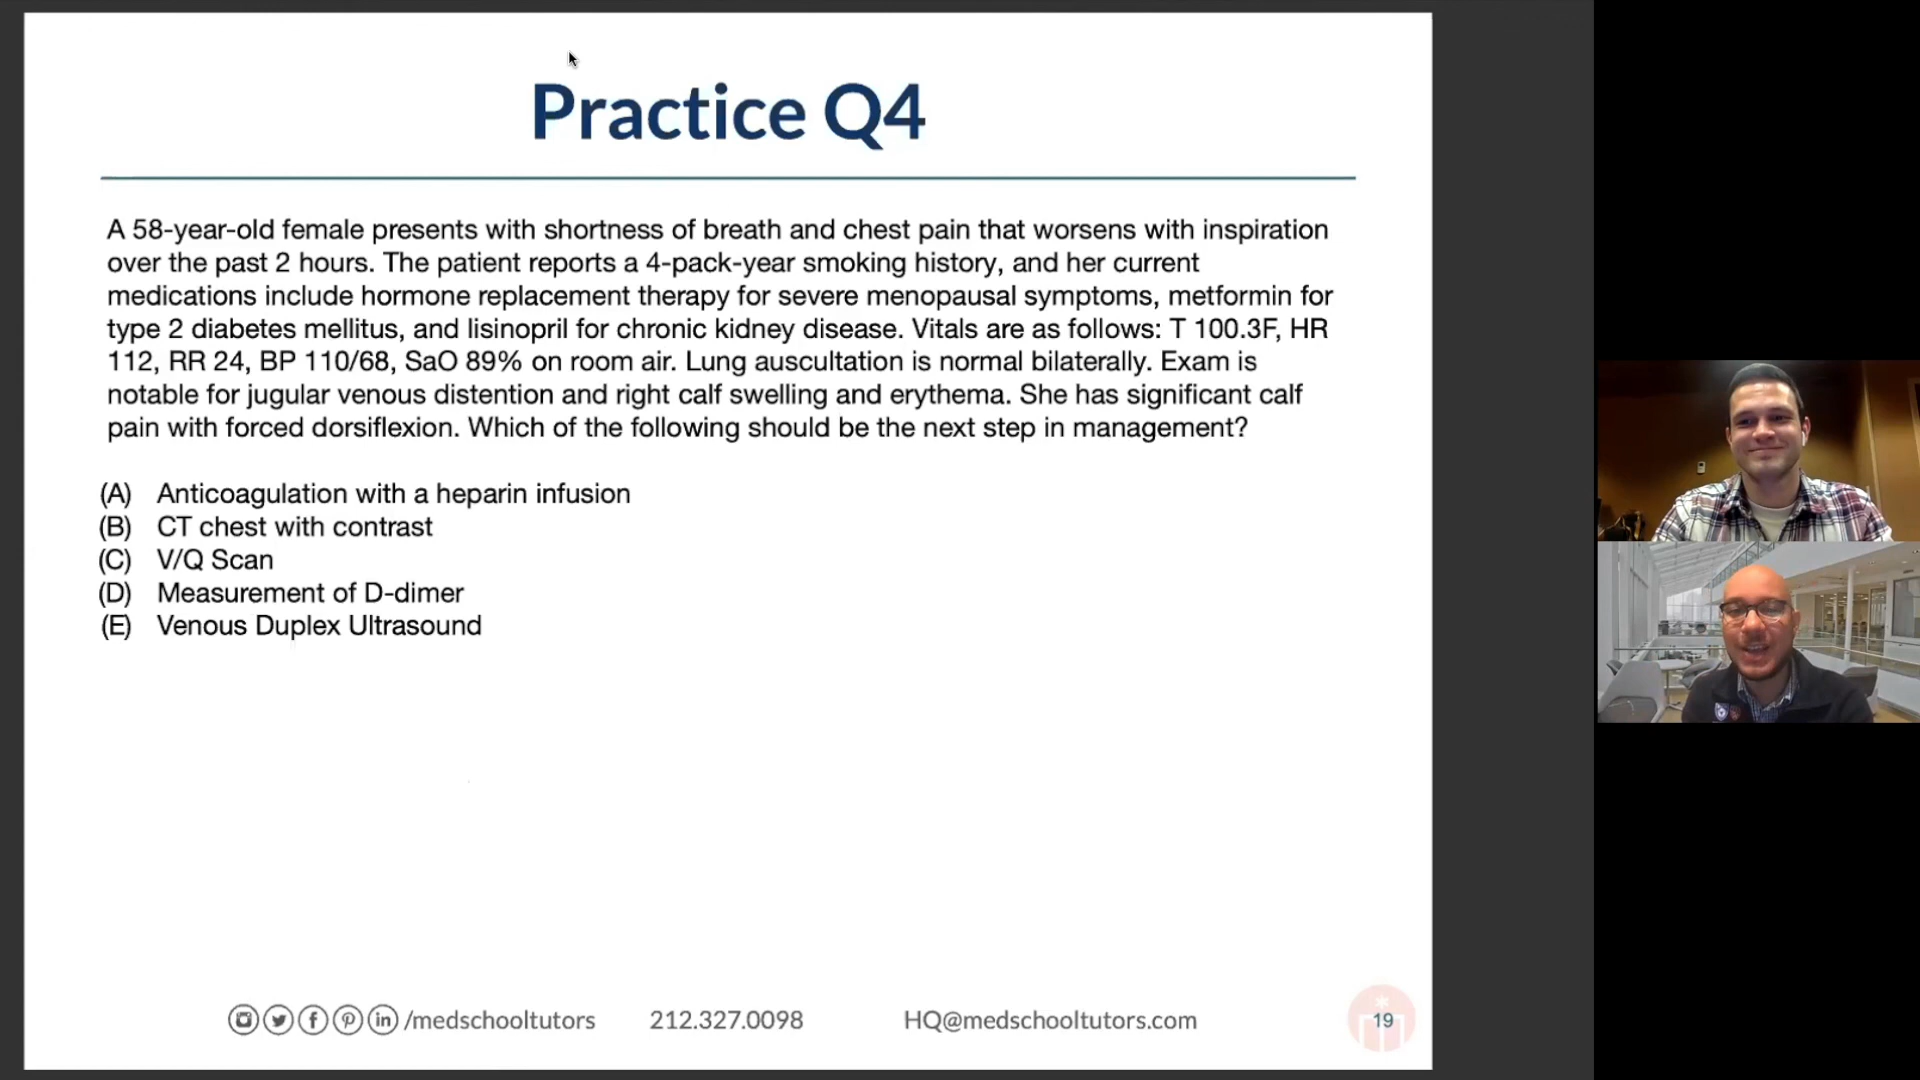 Practice Q4
A 58-year-old female presents with shortness of breath and chest pain that worsens with inspiration
over the past 2 hours. The patient reports a 4-pack-year smoking history, and her current
medications include hormone replacement therapy for severe menopausal symptoms, metformin for
type 2 diabetes mellitus, and lisinopril for chronic kidney disease. Vitals are as follows: T 100.3F, HR
112, RR 24, BP 110/68, SaO 89% on room air. Lung auscultation is normal bilaterally. Exam is
notable for jugular venous distention and right calf swelling and erythema. She has significant calf
pain with forced dorsiflexion. Which of the following should be the next step in management?
(A) Anticoagulation with a heparin infusion
(B) CT chest with contrast
(C) V/Q Scan
(D) Measurement of D-dimer
(E) Venous Duplex Ultrasound
/medschooltutors 212.327.0098 HQ@medschooltutors.com 19